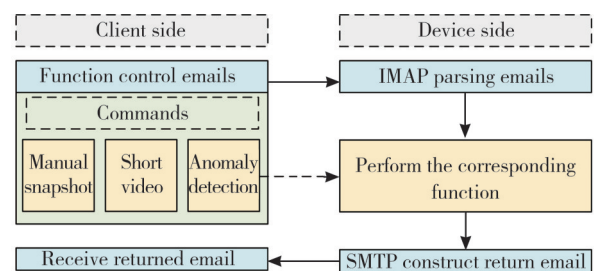 Client side
Device side
Function control emails
IMAP parsing emails
Commands
Manual
snapshot
Short
video
Anomaly
detection
Perform the corresponding
function
Receive returned email
SMTP construct return email